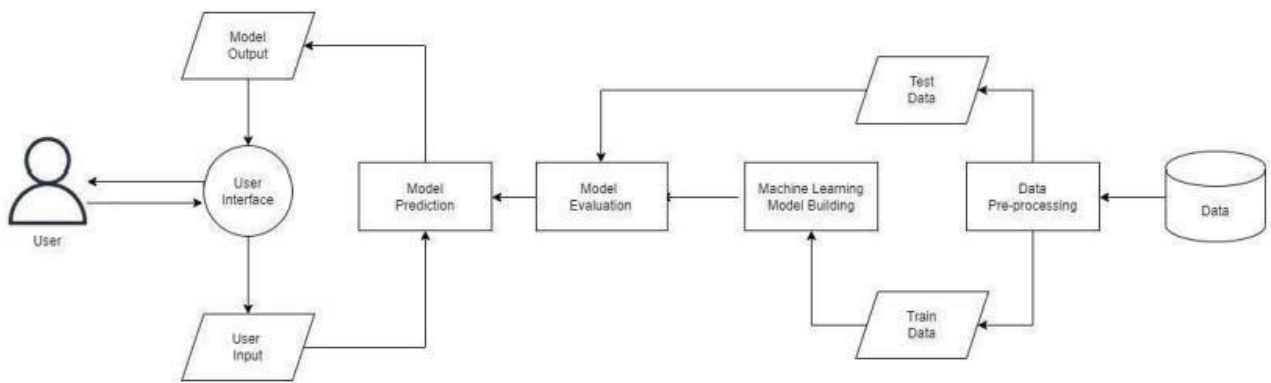 Model
Output
Test
Data
User
Interface
Model
Prediction
Model
Evaluation
Machine Learning
Model Building
Data
Pre-processing
Data
User
User
Input
Train
Data